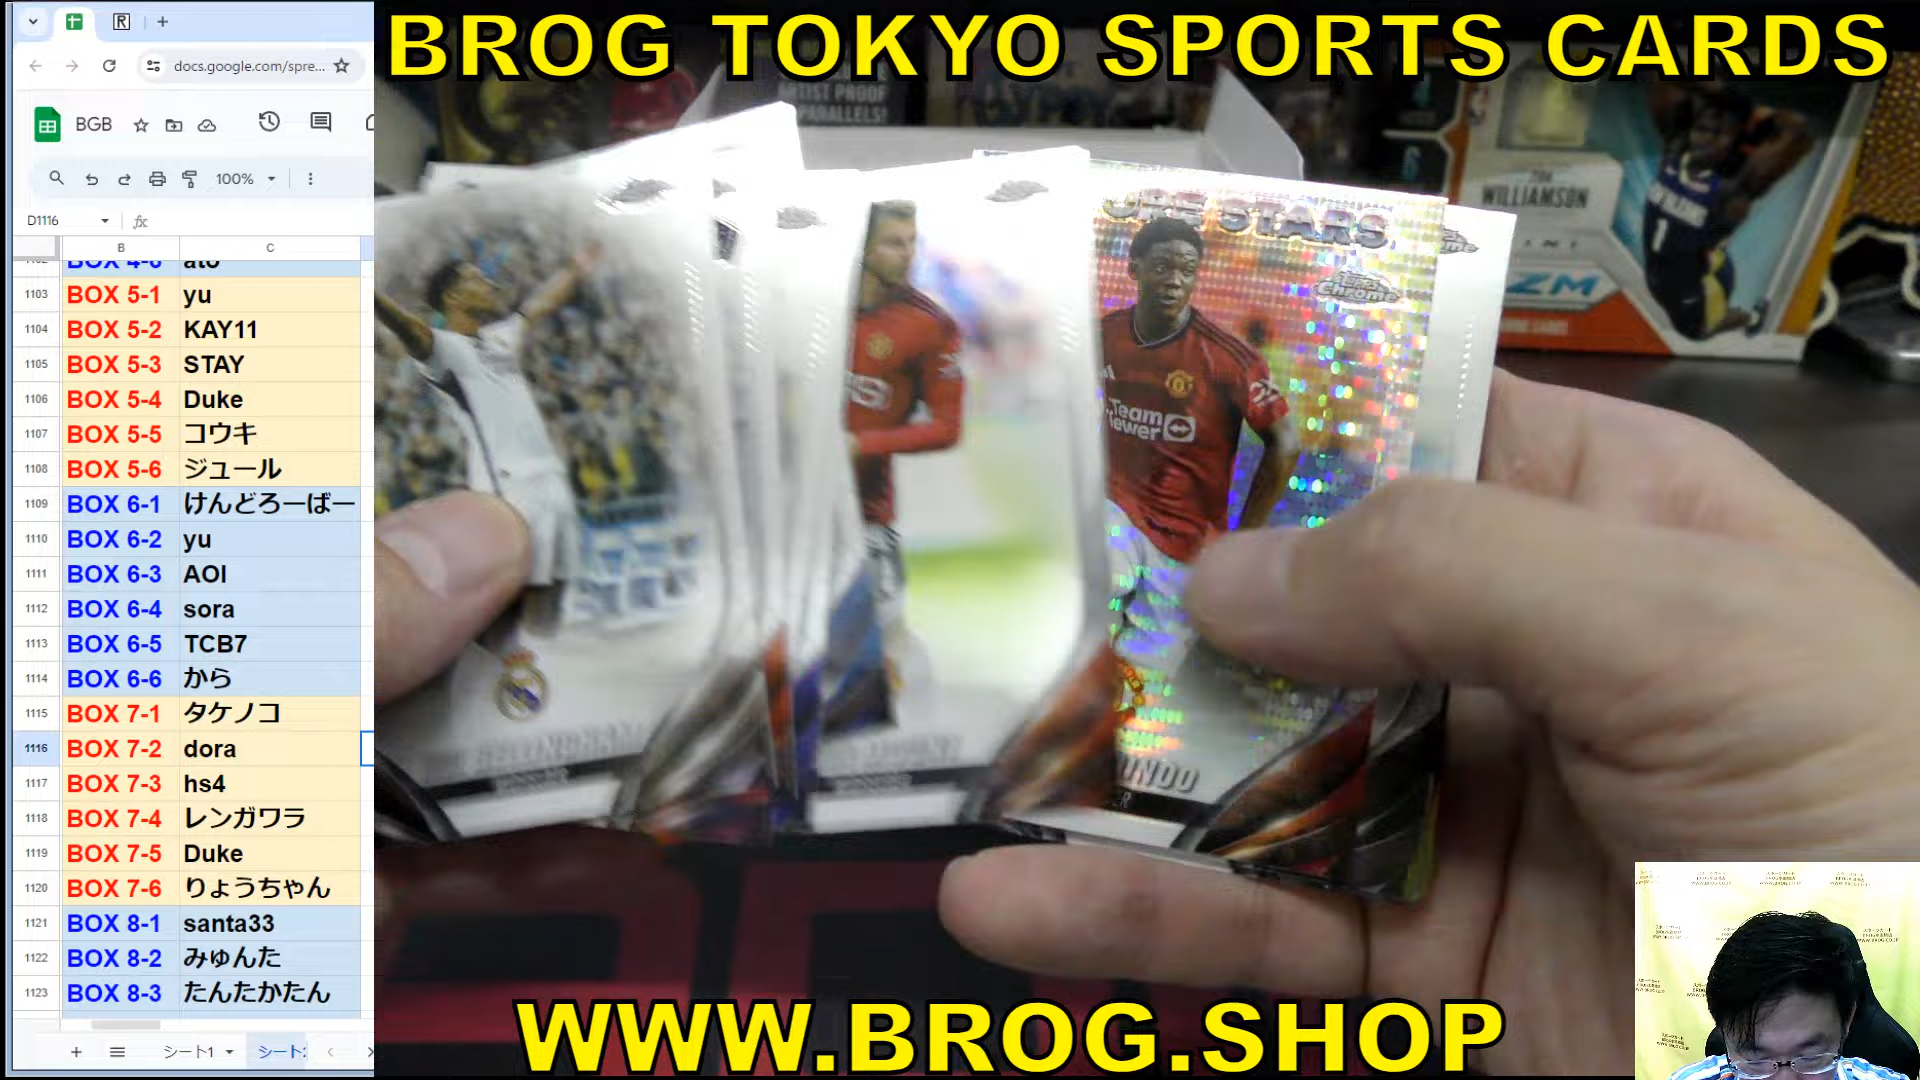 BROG TOKYO SPORTS CARDS
docs.google.com/spre...
BGB
100%
D1116
fx
B C
1103 BOX 5-1 yu
1104 BOX 5-2 KAY11
1105 BOX 5-3 STAY
1106 BOX 5-4 Duke
1107 BOX 5-5 コウキ
1108 BOX 5-6 ジュール
1109 BOX 6-1 けんどろーばー
1110 BOX 6-2 yu
1111 BOX 6-3 AOI
1112 BOX 6-4 sora
1113 BOX 6-5 TCB7
1114 BOX 6-6 から
1115 BOX 7-1 タケノコ
1116 BOX 7-2 dora
1117 BOX 7-3 hs4
1118 BOX 7-4 レンガワラ
1119 BOX 7-5 Duke
1120 BOX 7-6 りょうちゃん
1121 BOX 8-1 santa33
1122 BOX 8-2 みゅんた
1123 BOX 8-3 たんたかたん
シート1
ARTIST PROOF
PARALLELS!
WILLIAMSON
STARS
Topps
Chrome
Team
WWW.BROG.SHOP